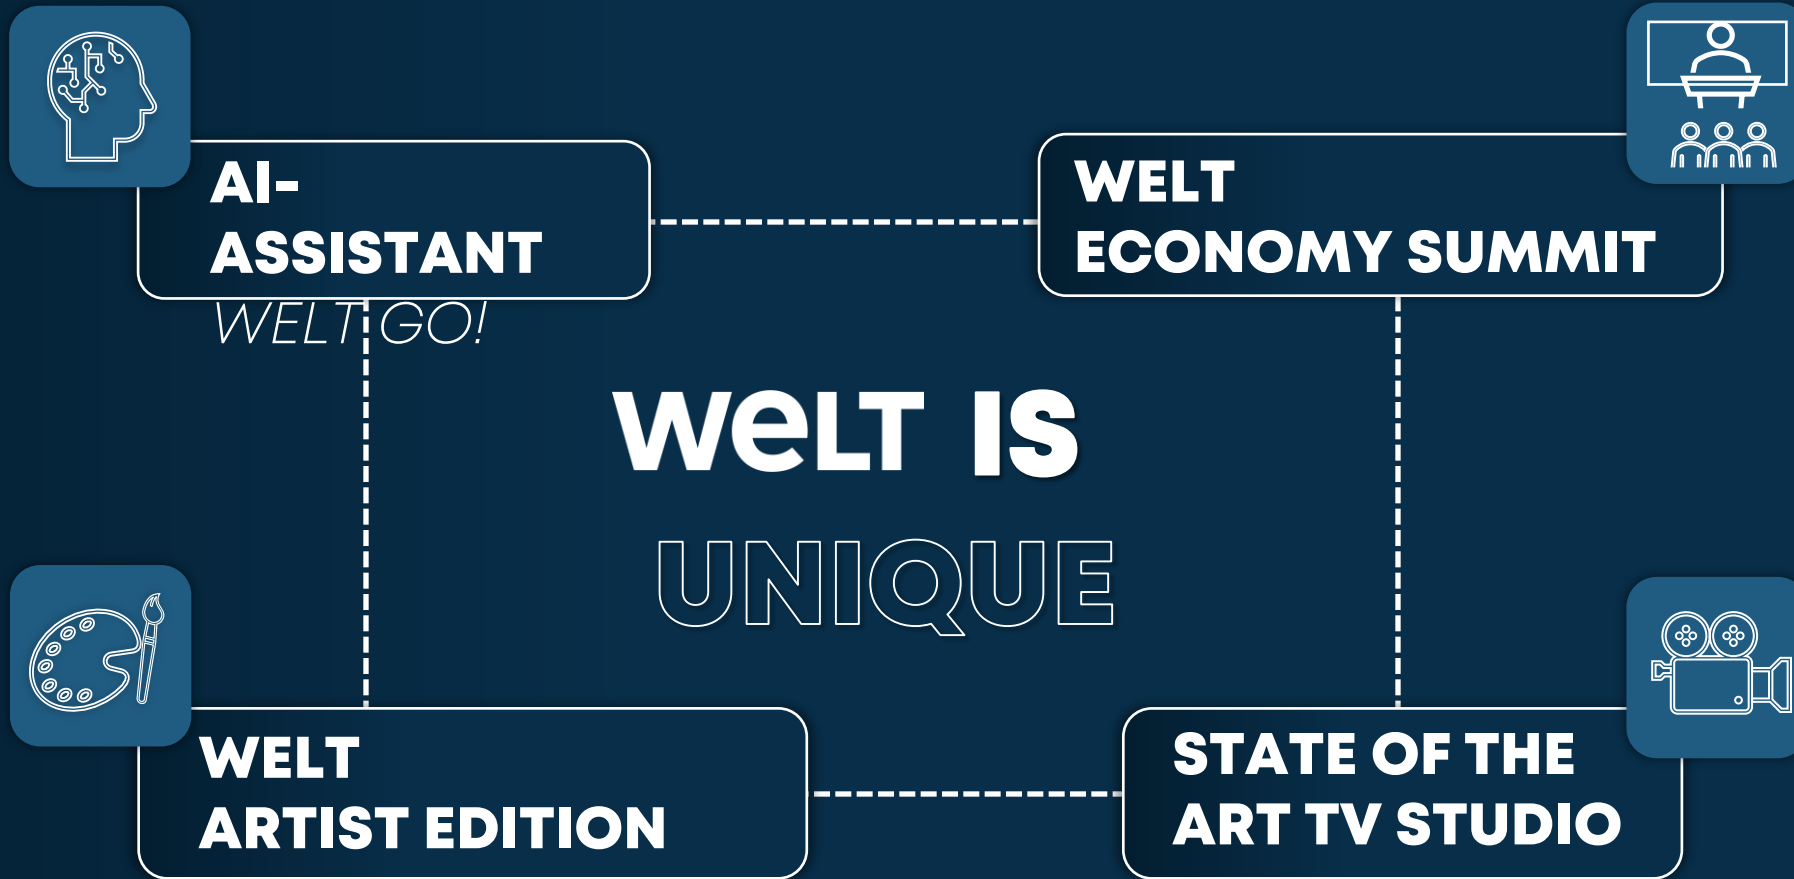 AI-
ASSISTANT
WELT GO!
WELT
ECONOMY SUMMIT
WeLT IS
UNIQUE
WELT
ARTIST EDITION
STATE OF THE
ART TV STUDIO